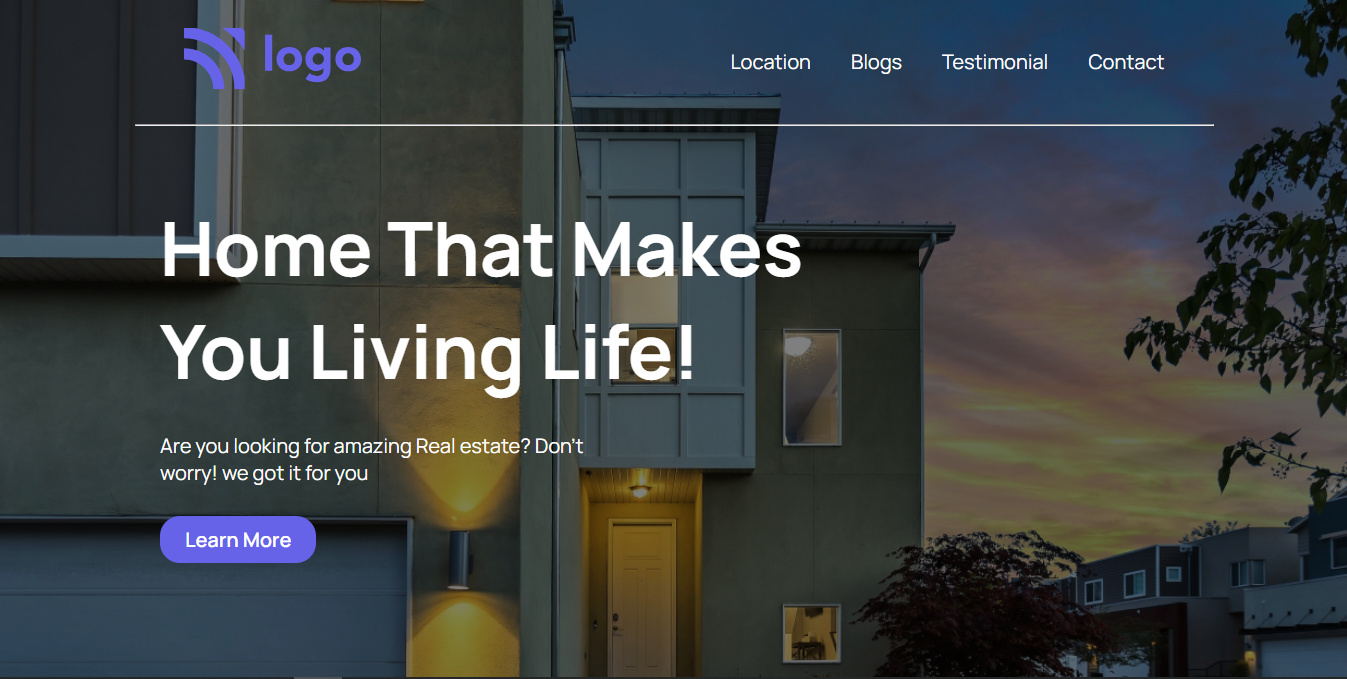 logo
Location Blogs Testimonial Contact
Home That Makes
You Living Life!
Are you looking for amazing Real estate? Don’t
worry! we got it for you
Learn More